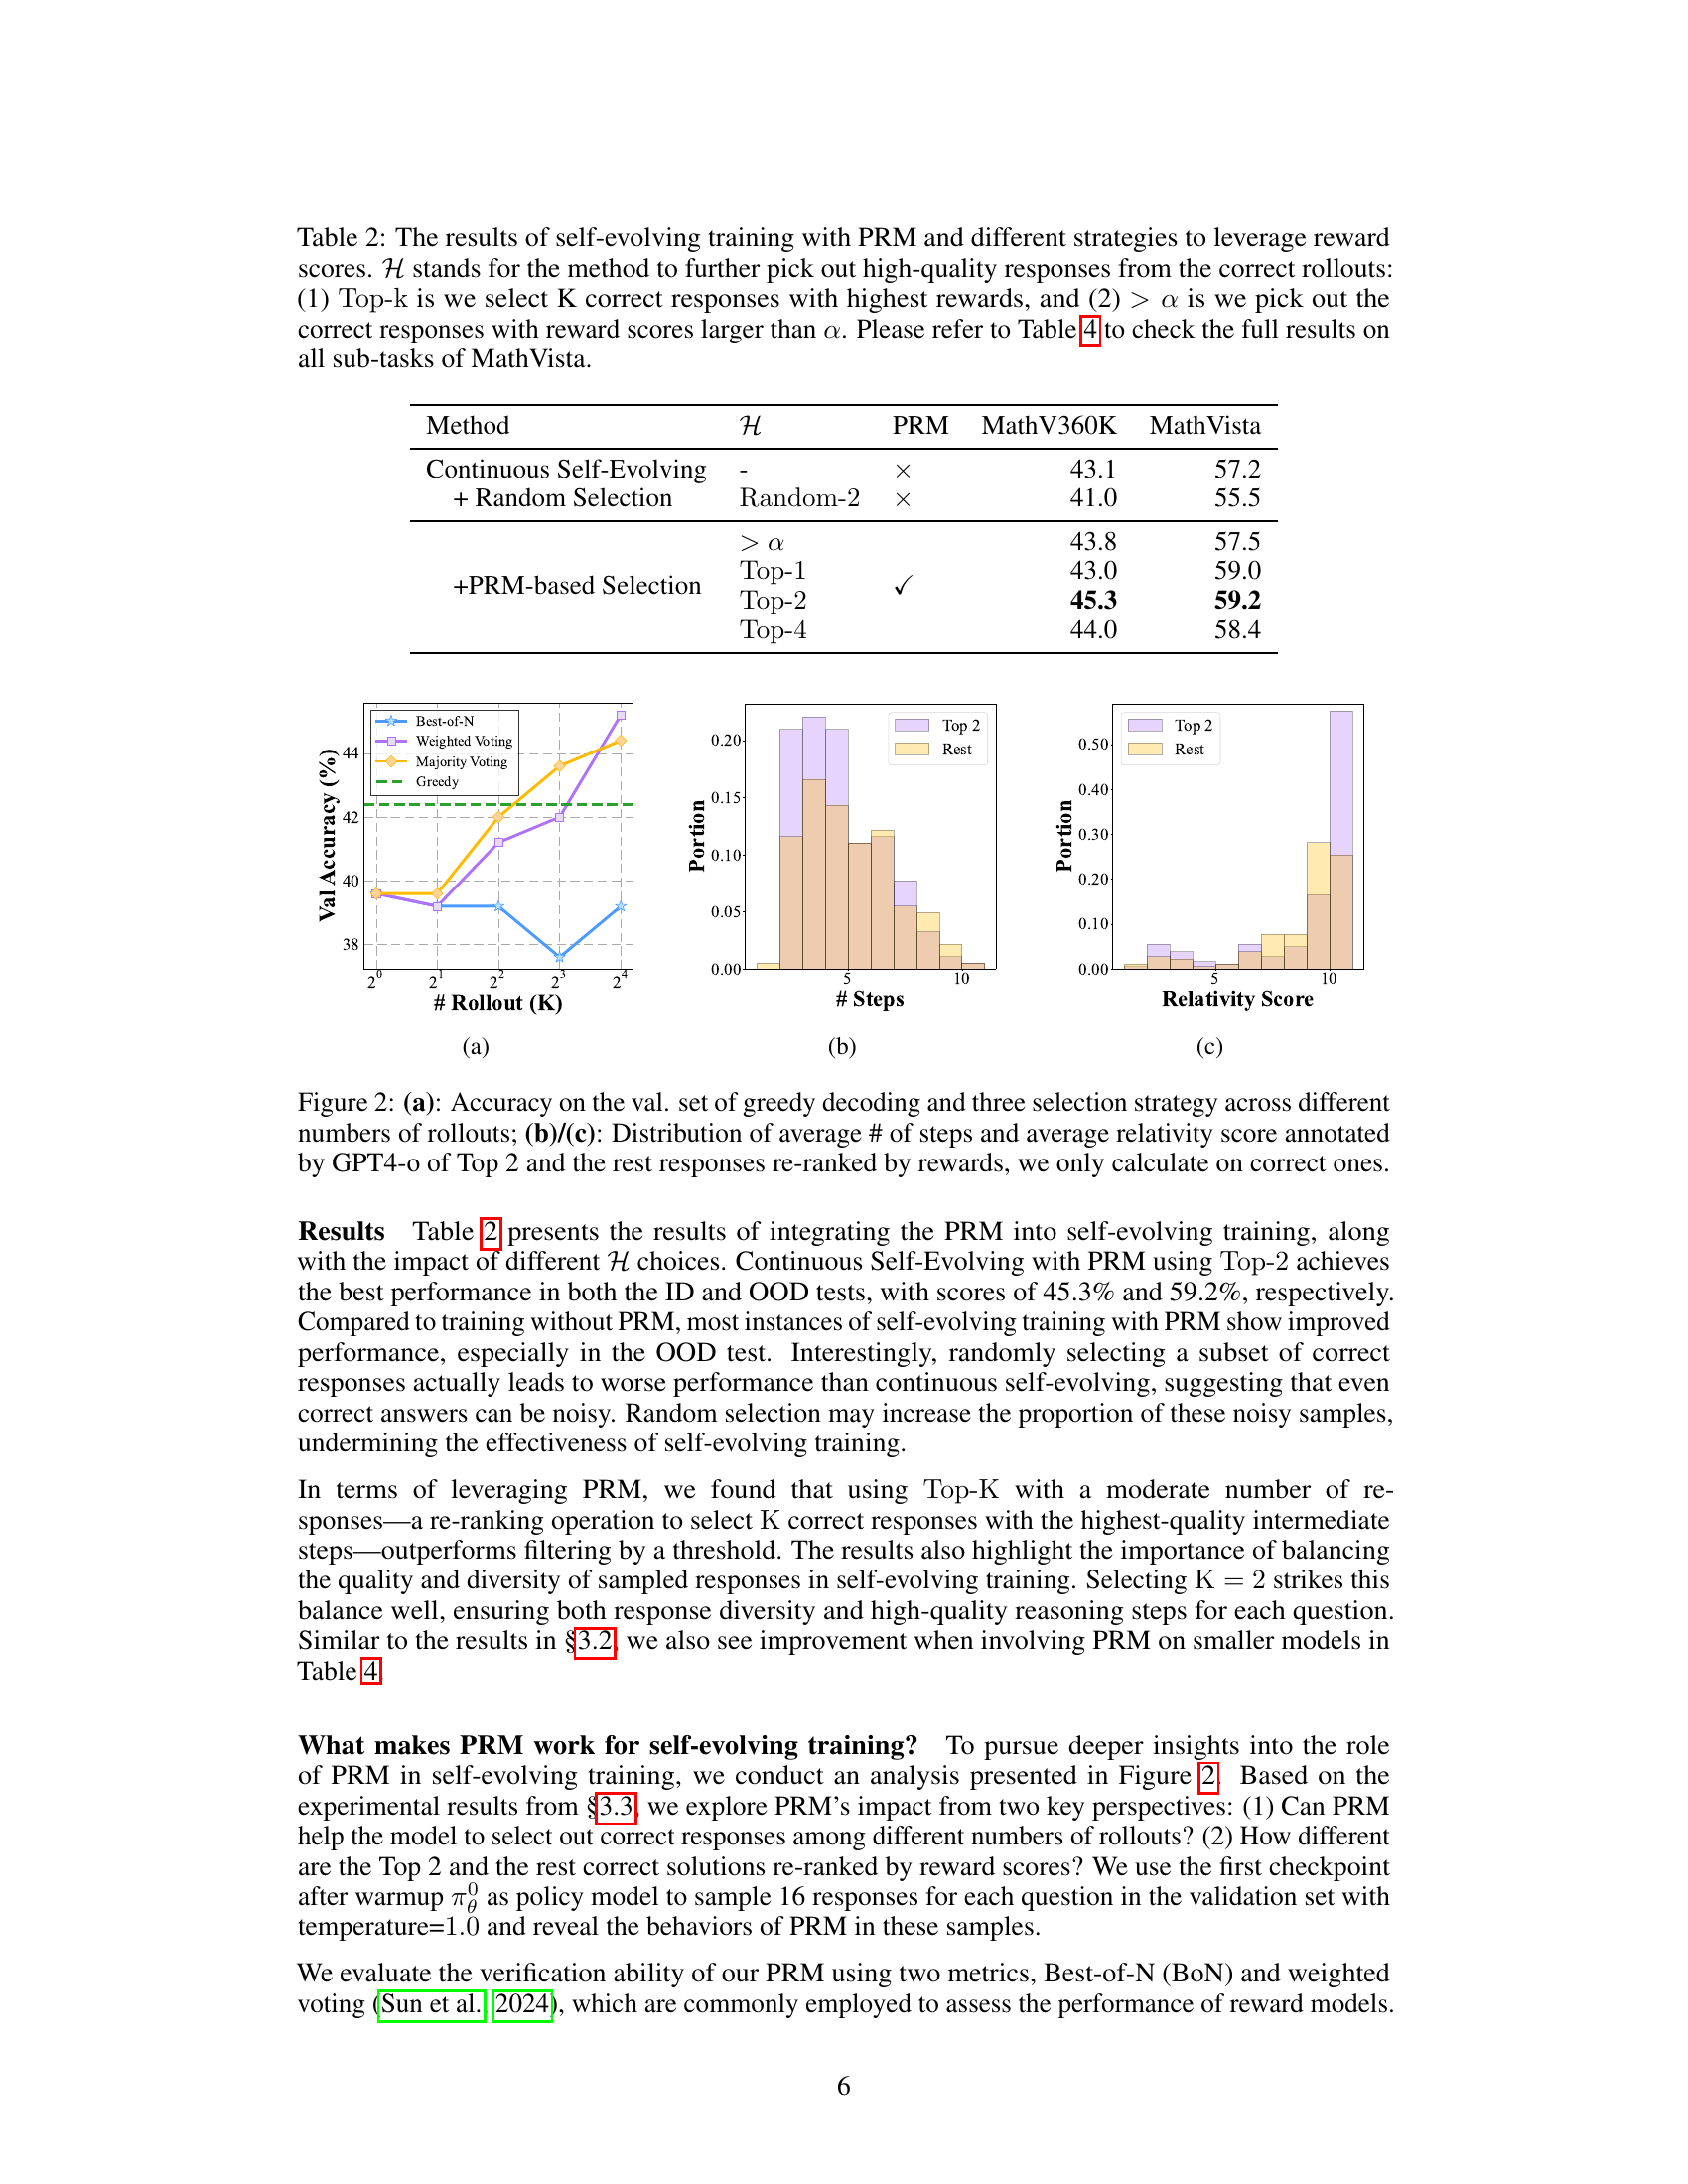 Table 2: The results of self-evolving training with PRM and different strategies to leverage reward
scores. ℋ stands for the method to further pick out high-quality responses from the correct rollouts:
(1) Top-k is we select K correct responses with highest rewards, and (2) > α is we pick out the
correct responses with reward scores larger than α. Please refer to Table 4 to check the full results on
all sub-tasks of MathVista.
Method ℋ PRM MathV360K MathVista
Continuous Self-Evolving - × 43.1 57.2
+ Random Selection Random-2 × 41.0 55.5
> α 43.8 57.5
Top-1 43.0 59.0
+PRM-based Selection ✓
Top-2 45.3 59.2
Top-4 44.0 58.4
Best-of-N
Weighted Voting
Majority Voting
Greedy
Val Accuracy (%)
44
42
40
38
2^0 2^1 2^2 2^3 2^4
# Rollout (K)
(a)
Top 2
Rest
Portion
0.20
0.15
0.10
0.05
0.00
5 10
# Steps
(b)
Top 2
Rest
Portion
0.50
0.40
0.30
0.20
0.10
0.00
5 10
Relativity Score
(c)
Figure 2: (a): Accuracy on the val. set of greedy decoding and three selection strategy across different
numbers of rollouts; (b)/(c): Distribution of average # of steps and average relativity score annotated
by GPT4-o of Top 2 and the rest responses re-ranked by rewards, we only calculate on correct ones.
Results Table 2 presents the results of integrating the PRM into self-evolving training, along
with the impact of different ℋ choices. Continuous Self-Evolving with PRM using Top-2 achieves
the best performance in both the ID and OOD tests, with scores of 45.3% and 59.2%, respectively.
Compared to training without PRM, most instances of self-evolving training with PRM show improved
performance, especially in the OOD test. Interestingly, randomly selecting a subset of correct
responses actually leads to worse performance than continuous self-evolving, suggesting that even
correct answers can be noisy. Random selection may increase the proportion of these noisy samples,
undermining the effectiveness of self-evolving training.
In terms of leveraging PRM, we found that using Top-K with a moderate number of re-
sponses—a re-ranking operation to select K correct responses with the highest-quality intermediate
steps—outperforms filtering by a threshold. The results also highlight the importance of balancing
the quality and diversity of sampled responses in self-evolving training. Selecting K = 2 strikes this
balance well, ensuring both response diversity and high-quality reasoning steps for each question.
Similar to the results in §3.2, we also see improvement when involving PRM on smaller models in
Table 4.
What makes PRM work for self-evolving training? To pursue deeper insights into the role
of PRM in self-evolving training, we conduct an analysis presented in Figure 2. Based on the
experimental results from §3.3, we explore PRM's impact from two key perspectives: (1) Can PRM
help the model to select out correct responses among different numbers of rollouts? (2) How different
are the Top 2 and the rest correct solutions re-ranked by reward scores? We use the first checkpoint
after warmup π_θ^0 as policy model to sample 16 responses for each question in the validation set with
temperature=1.0 and reveal the behaviors of PRM in these samples.
We evaluate the verification ability of our PRM using two metrics, Best-of-N (BoN) and weighted
voting (Sun et al., 2024), which are commonly employed to assess the performance of reward models.
6